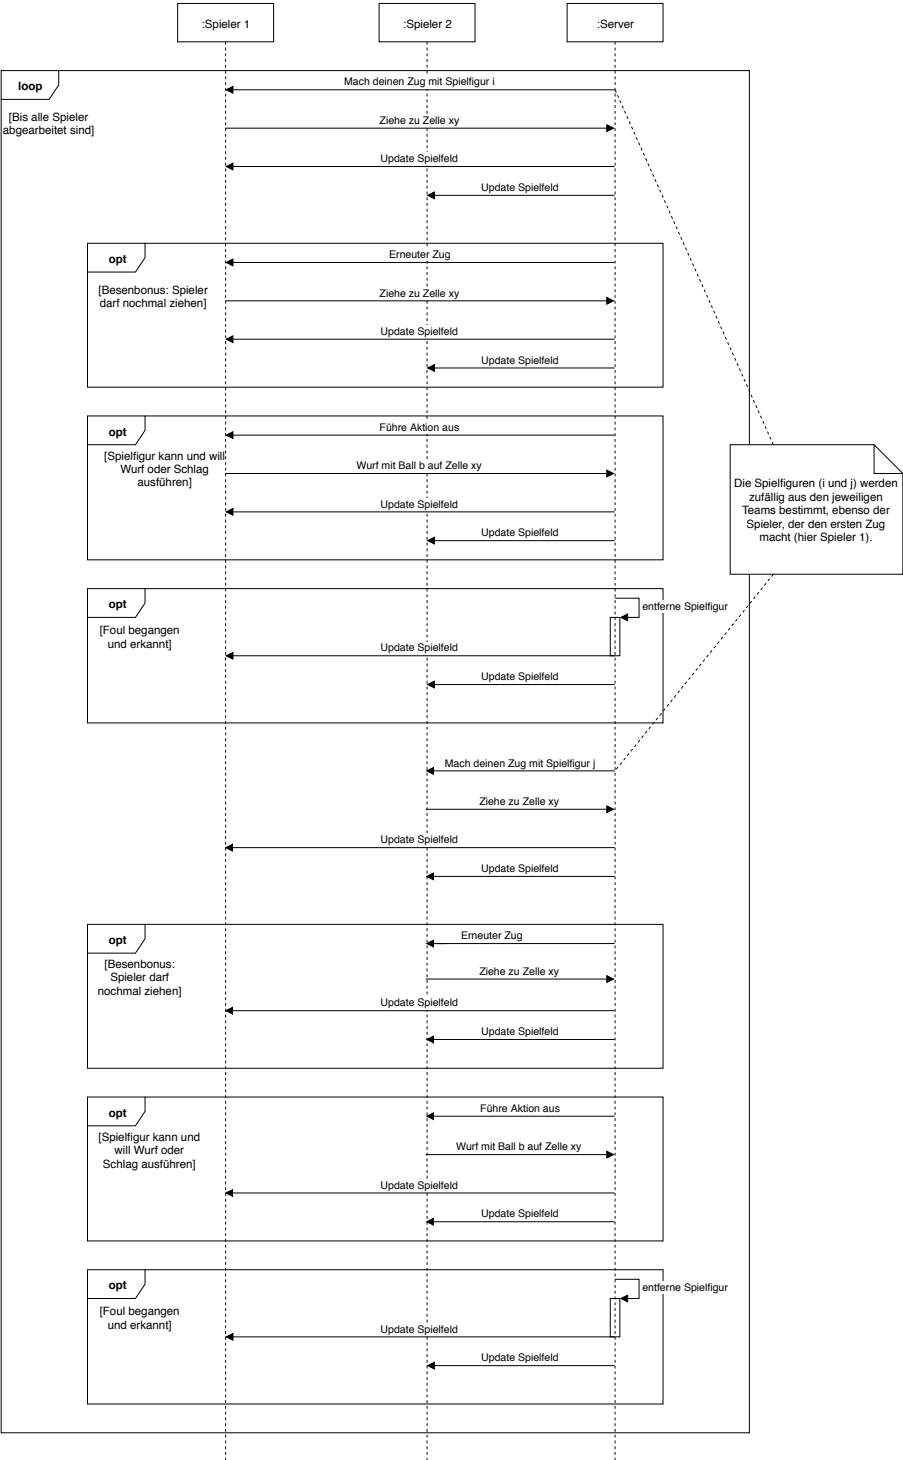 :Spieler 1
:Spieler 2
:Server
loop
Mach deinen Zug mit Spielfigur i
[Bis alle Spieler
abgearbeitet sind]
Ziehe zu Zelle xy
Update Spielfeld
Update Spielfeld
opt
Erneuter Zug
[Besenbonus: Spieler
darf nochmal ziehen]
Ziehe zu Zelle xy
Update Spielfeld
Update Spielfeld
opt
Führe Aktion aus
[Spielfigur kann und will
Wurf oder Schlag
ausführen]
Wurf mit Ball b auf Zelle xy
Update Spielfeld
Update Spielfeld
Die Spielfiguren (i und j) werden
zufällig aus den jeweiligen
Teams bestimmt, ebenso der
Spieler, der den ersten Zug
macht (hier Spieler 1).
opt
entferne Spielfigur
[Foul begangen
und erkannt]
Update Spielfeld
Update Spielfeld
Mach deinen Zug mit Spielfigur j
Ziehe zu Zelle xy
Update Spielfeld
Update Spielfeld
opt
Erneuter Zug
[Besenbonus:
Spieler darf
nochmal ziehen]
Ziehe zu Zelle xy
Update Spielfeld
Update Spielfeld
opt
Führe Aktion aus
[Spielfigur kann und
will Wurf oder
Schlag ausführen]
Wurf mit Ball b auf Zelle xy
Update Spielfeld
Update Spielfeld
opt
entferne Spielfigur
[Foul begangen
und erkannt]
Update Spielfeld
Update Spielfeld